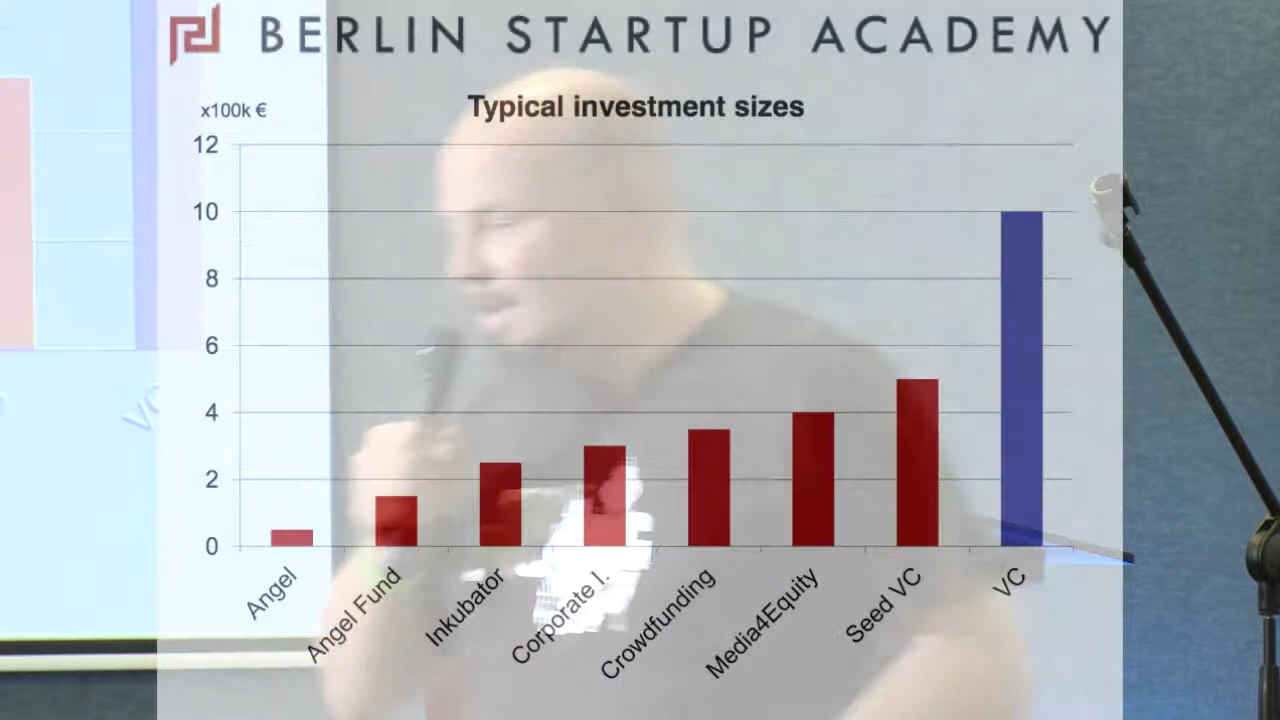 BERLIN STARTUP ACADEMY
Typical investment sizes
x100k €
12
10
8
6
4
2
0
Angel
Angel Fund
Inkubator
Corporate I.
Crowdfunding
Media4Equity
Seed VC
VC